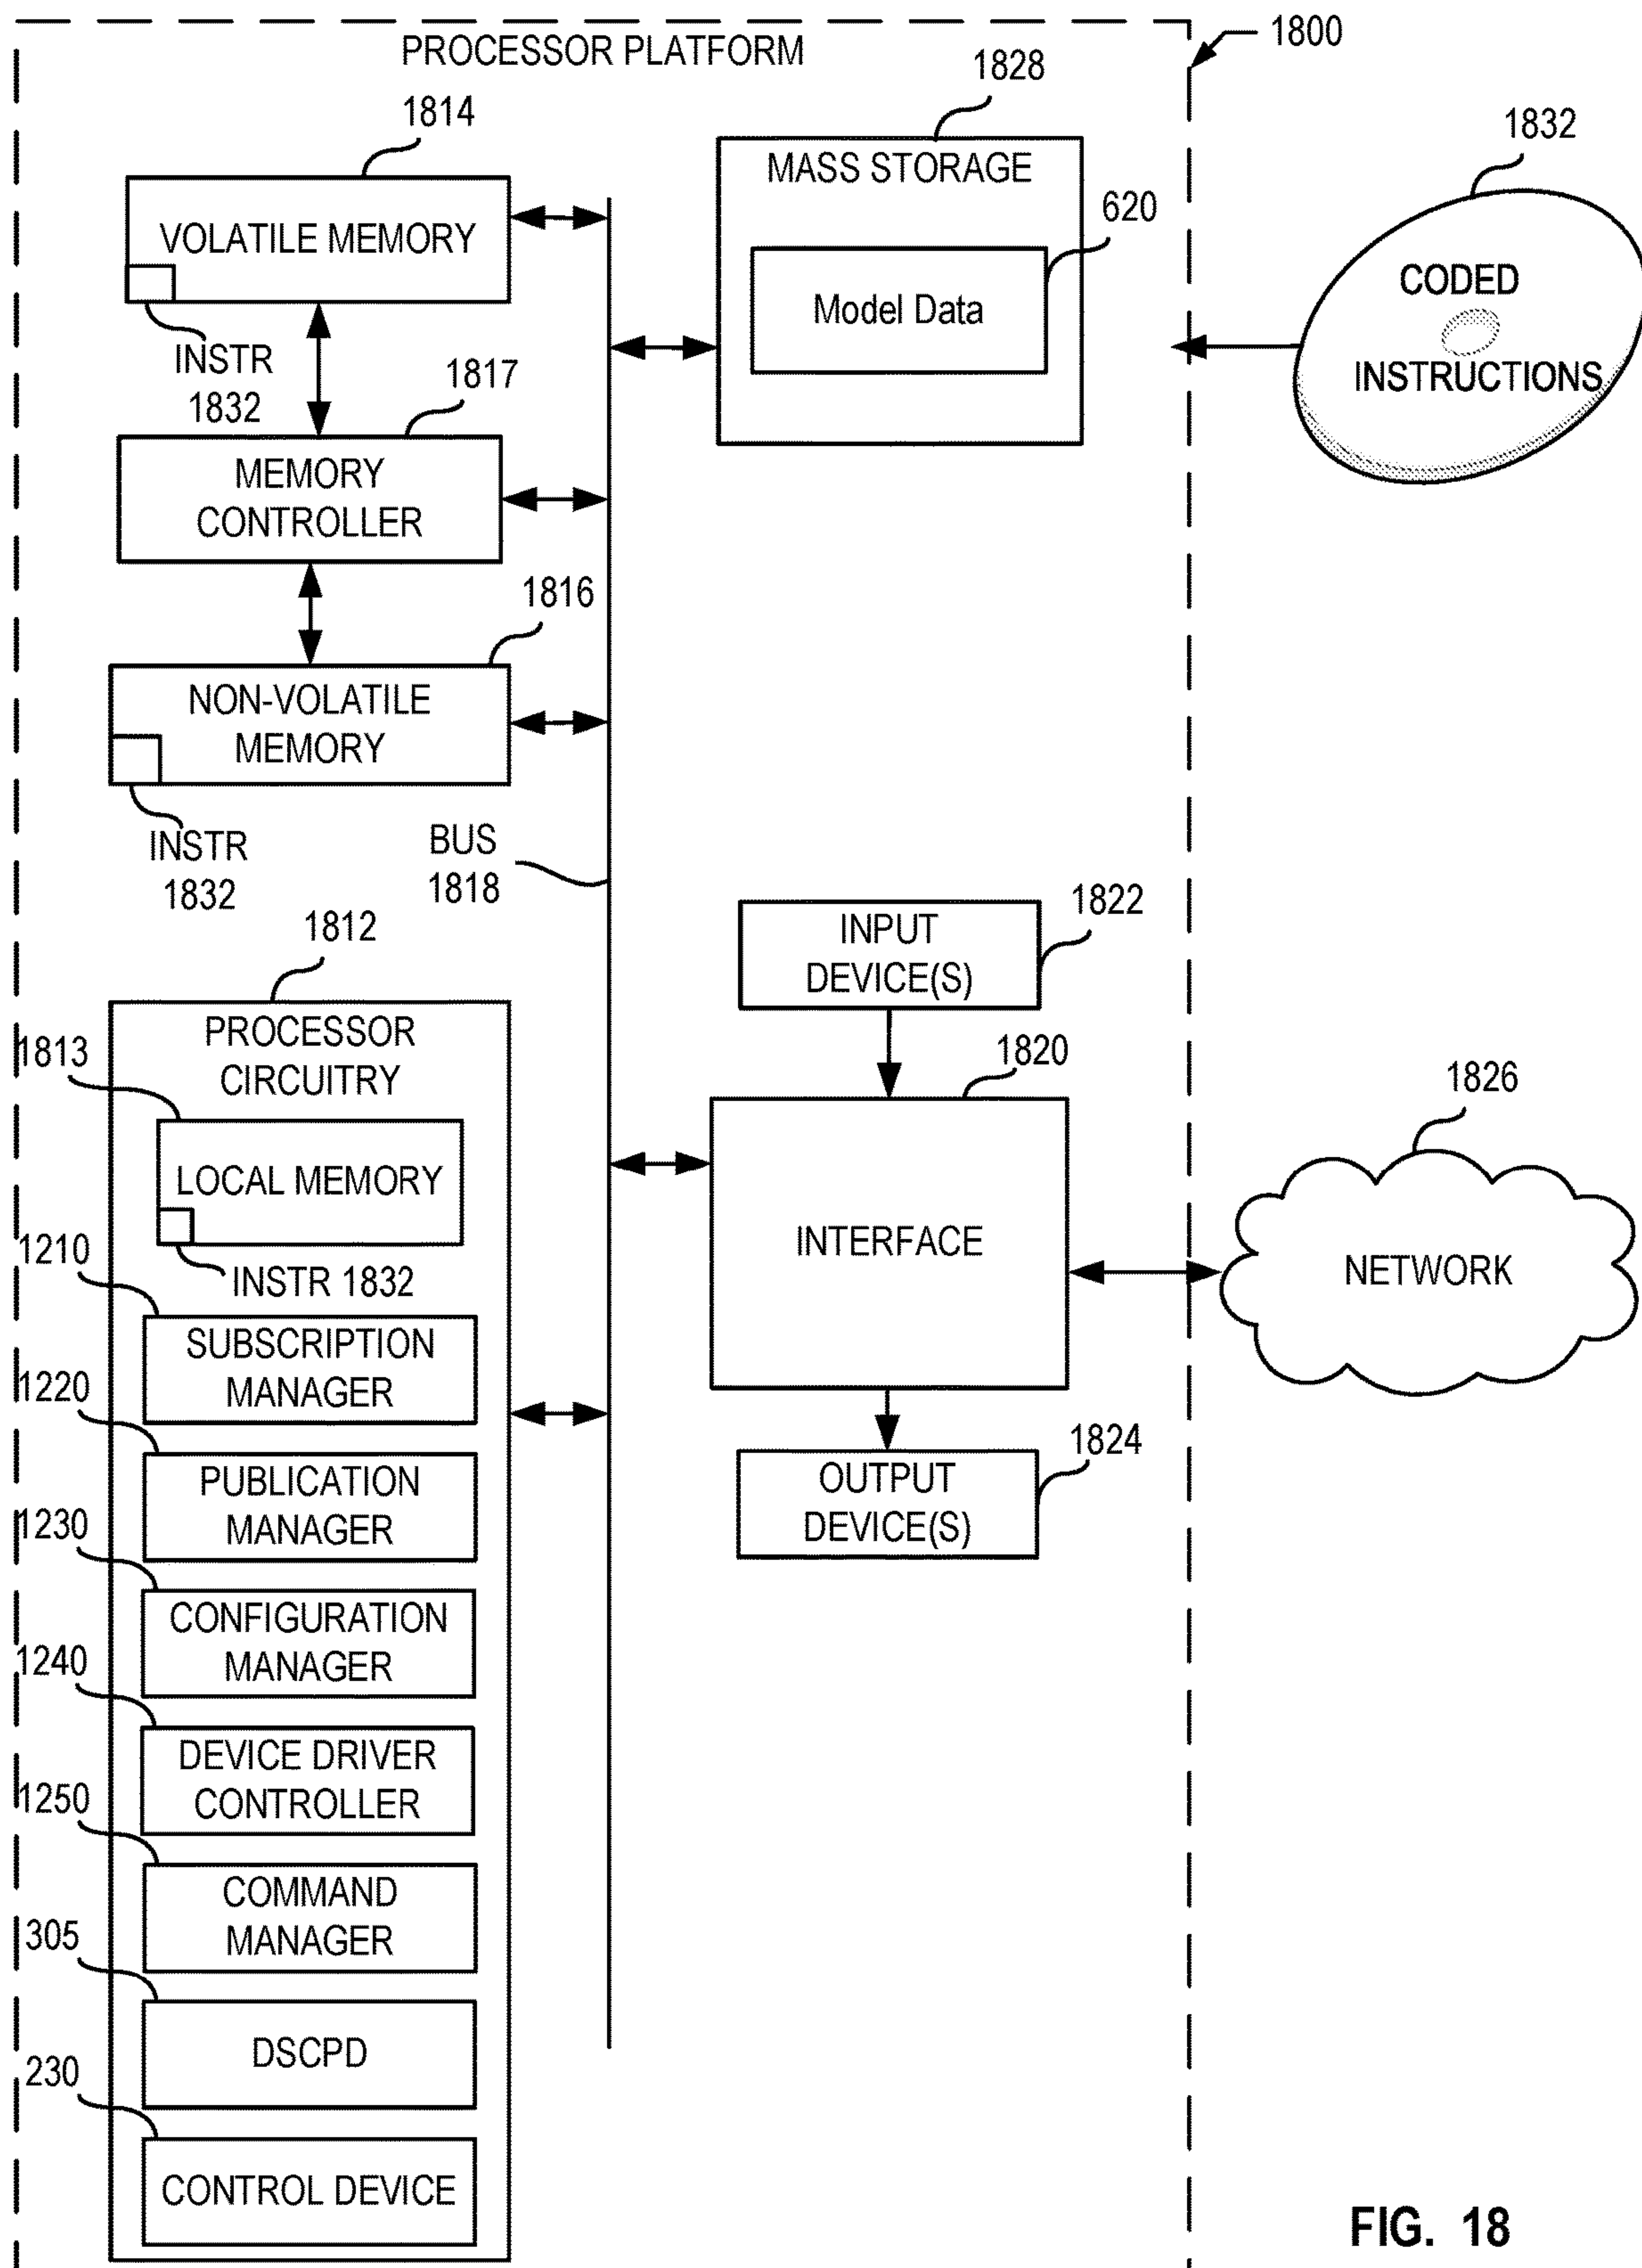 PROCESSOR PLATFORM
1800
1814
1828
1832
VOLATILE MEMORY
MASS STORAGE
620
Model Data
CODED
INSTRUCTIONS
INSTR
1832
1817
MEMORY
CONTROLLER
1816
NON-VOLATILE
MEMORY
INSTR
1832
BUS
1818
1812
PROCESSOR
CIRCUITRY
1813
LOCAL MEMORY
INSTR 1832
1210
SUBSCRIPTION
MANAGER
1220
PUBLICATION
MANAGER
1230
CONFIGURATION
MANAGER
1240
DEVICE DRIVER
CONTROLLER
1250
COMMAND
MANAGER
305
DSCPD
230
CONTROL DEVICE
INPUT
DEVICE(S)
1822
1820
INTERFACE
1826
NETWORK
OUTPUT
DEVICE(S)
1824
FIG. 18